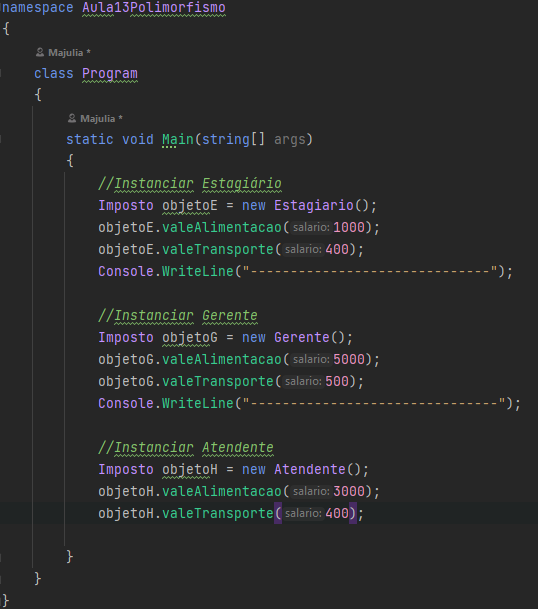 namespace Aula13Polimorfismo
{
Majulia *
class Program
{
Majulia *
static void Main(string[] args)
{
//Instanciar Estagiário
Imposto objetoE = new Estagiario();
objetoE.valeAlimentacao( salario: 1000);
objetoE.valeTransporte( salario: 400);
Console.WriteLine("------------------------------");
//Instanciar Gerente
Imposto objetoG = new Gerente();
objetoG.valeAlimentacao( salario: 5000);
objetoG.valeTransporte( salario: 500);
Console.WriteLine("-------------------------------");
//Instanciar Atendente
Imposto objetoH = new Atendente();
objetoH.valeAlimentacao( salario: 3000);
objetoH.valeTransporte( salario: 400);
}
}
}